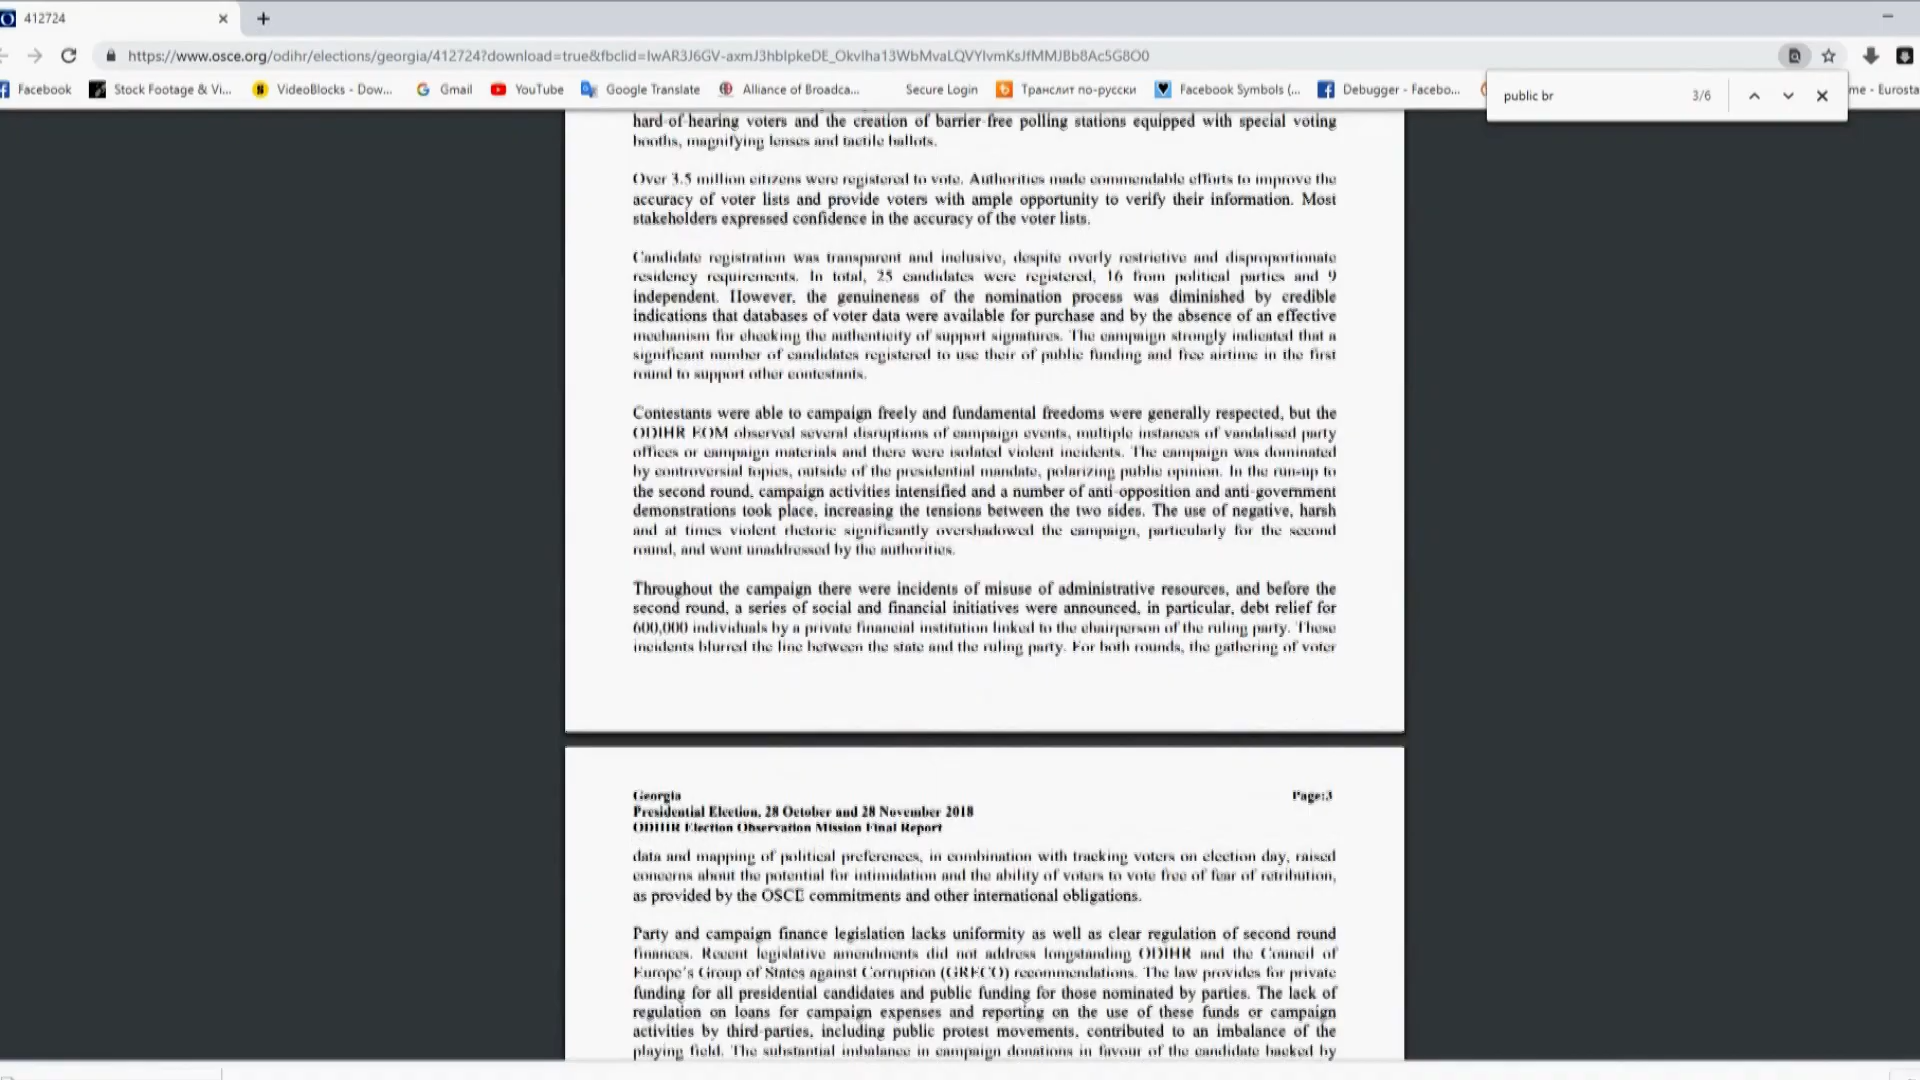 412724
https://www.osce.org/odihr/elections/georgia/412724?download=true&fbclid=IwAR3J6GV-axmJ3hbIpkeDE_OkvIha13WbMvaLQVYlvmKsJfMMJBb8Ac5G8O0
Facebook Stock Footage & Vi... VideoBlocks - Dow... Gmail YouTube Google Translate Alliance of Broadca... Secure Login Транслит по-русски Facebook Symbols (... Debugger - Facebo... me - Eurosta
public br 3/6
hard-of-hearing voters and the creation of barrier-free polling stations equipped with special voting
booths, magnifying lenses and tactile ballots.
Over 3.5 million citizens were registered to vote. Authorities made commendable efforts to improve the
accuracy of voter lists and provide voters with ample opportunity to verify their information. Most
stakeholders expressed confidence in the accuracy of the voter lists.
Candidate registration was transparent and inclusive, despite overly restrictive and disproportionate
residency requirements. In total, 25 candidates were registered, 16 from political parties and 9
independent. However, the genuineness of the nomination process was diminished by credible
indications that databases of voter data were available for purchase and by the absence of an effective
mechanism for checking the authenticity of support signatures. The campaign strongly indicated that a
significant number of candidates registered to use their of public funding and free airtime in the first
round to support other contestants.
Contestants were able to campaign freely and fundamental freedoms were generally respected, but the
ODIHR EOM observed several disruptions of campaign events, multiple instances of vandalised party
offices or campaign materials and there were isolated violent incidents. The campaign was dominated
by controversial topics, outside of the presidential mandate, polarizing public opinion. In the run-up to
the second round, campaign activities intensified and a number of anti-opposition and anti-government
demonstrations took place, increasing the tensions between the two sides. The use of negative, harsh
and at times violent rhetoric significantly overshadowed the campaign, particularly for the second
round, and went unaddressed by the authorities.
Throughout the campaign there were incidents of misuse of administrative resources, and before the
second round, a series of social and financial initiatives were announced, in particular, debt relief for
600,000 individuals by a private financial institution linked to the chairperson of the ruling party. These
incidents blurred the line between the state and the ruling party. For both rounds, the gathering of voter
Georgia Page:3
Presidential Election, 28 October and 28 November 2018
ODIHR Election Observation Mission Final Report
data and mapping of political preferences, in combination with tracking voters on election day, raised
concerns about the potential for intimidation and the ability of voters to vote free of fear of retribution,
as provided by the OSCE commitments and other international obligations.
Party and campaign finance legislation lacks uniformity as well as clear regulation of second round
finances. Recent legislative amendments did not address longstanding ODIHR and the Council of
Europe's Group of States against Corruption (GRECO) recommendations. The law provides for private
funding for all presidential candidates and public funding for those nominated by parties. The lack of
regulation on loans for campaign expenses and reporting on the use of these funds or campaign
activities by third-parties, including public protest movements, contributed to an imbalance of the
playing field. The substantial imbalance in campaign donations in favour of the candidate backed by